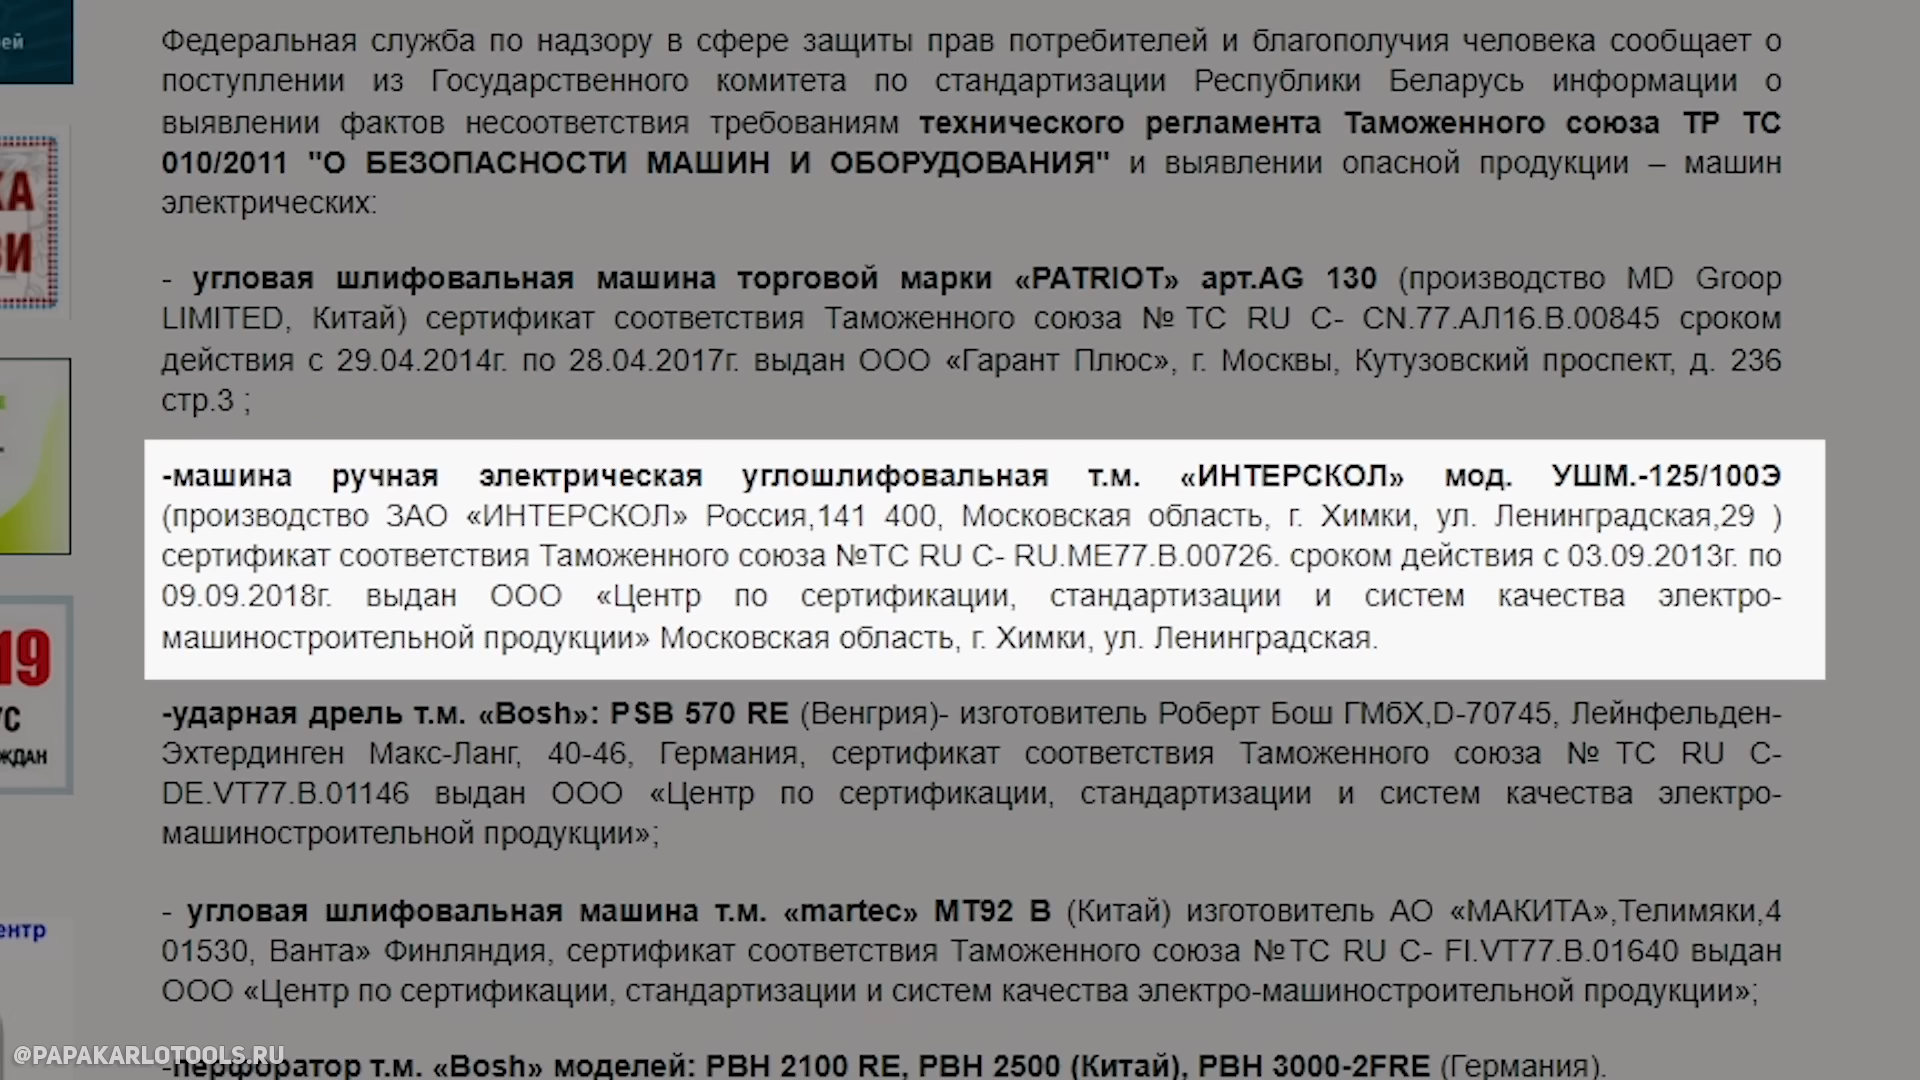 ей
Федеральная служба по надзору в сфере защиты прав потребителей и благополучия человека сообщает о
поступлении из Государственного комитета по стандартизации Республики Беларусь информации о
выявлении фактов несоответствия требованиям технического регламента Таможенного союза ТР ТС
010/2011 "О БЕЗОПАСНОСТИ МАШИН И ОБОРУДОВАНИЯ" и выявлении опасной продукции – машин
электрических:
КА
ЗИ
- угловая шлифовальная машина торговой марки «PATRIOT» арт.AG 130 (производство MD Groop
LIMITED, Китай) сертификат соответствия Таможенного союза № ТС RU C- CN.77.АЛ16.В.00845 сроком
действия с 29.04.2014г. по 28.04.2017г. выдан ООО «Гарант Плюс», г. Москвы, Кутузовский проспект, д. 236
стр.3 ;
-машина ручная электрическая углошлифовальная т.м. «ИНТЕРСКОЛ» мод. УШМ.-125/100Э
(производство ЗАО «ИНТЕРСКОЛ» Россия,141 400, Московская область, г. Химки, ул. Ленинградская,29 )
сертификат соответствия Таможенного союза №ТС RU C- RU.ME77.B.00726. сроком действия с 03.09.2013г. по
09.09.2018г. выдан ООО «Центр по сертификации, стандартизации и систем качества электро-
машиностроительной продукции» Московская область, г. Химки, ул. Ленинградская.
19
УС
ЖДАН
-ударная дрель т.м. «Bosh»: PSB 570 RE (Венгрия)- изготовитель Роберт Бош ГМбХ,D-70745, Лейнфельден-
Эхтердинген Макс-Ланг, 40-46, Германия, сертификат соответствия Таможенного союза № ТС RU C-
DE.VT77.B.01146 выдан ООО «Центр по сертификации, стандартизации и систем качества электро-
машиностроительной продукции»;
- угловая шлифовальная машина т.м. «martec» MT92 B (Китай) изготовитель АО «МАКИТА»,Телимяки,4
01530, Ванта» Финляндия, сертификат соответствия Таможенного союза №ТС RU C- FI.VT77.B.01640 выдан
ООО «Центр по сертификации, стандартизации и систем качества электро-машиностроительной продукции»;
ентр
-перфоратор т.м. «Bosh» моделей: PBH 2100 RE, PBH 2500 (Китай), PBH 3000-2FRE (Германия).
@PAPAKARLOTOOLS.RU